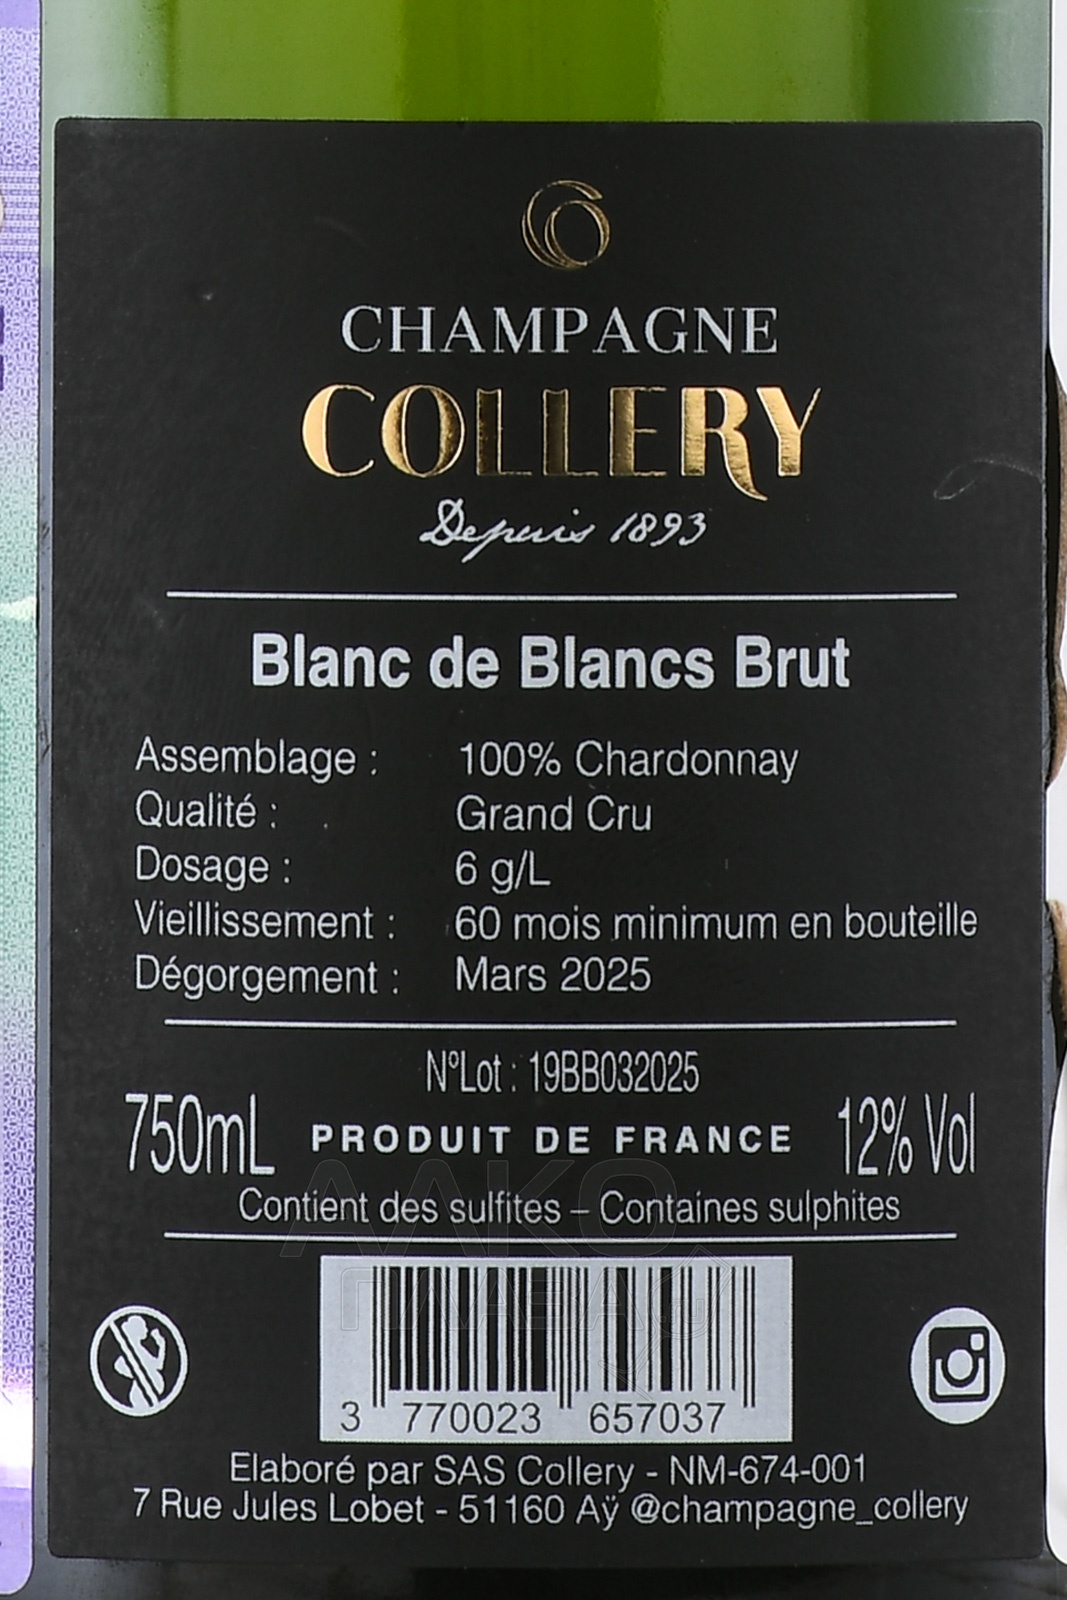 CHAMPAGNE
COLLERY
Depuis 1893
Blanc de Blancs Brut
Assemblage : 100% Chardonnay
Qualité : Grand Cru
Dosage : 6 g/L
Vieillissement : 60 mois minimum en bouteille
Dégorgement : Mars 2025
N°Lot : 19BB032025
750mL PRODUIT DE FRANCE 12% Vol
Contient des sulfites – Containes sulphites
3 770023 657037
Elaboré par SAS Collery - NM-674-001
7 Rue Jules Lobet - 51160 Aÿ @champagne_collery